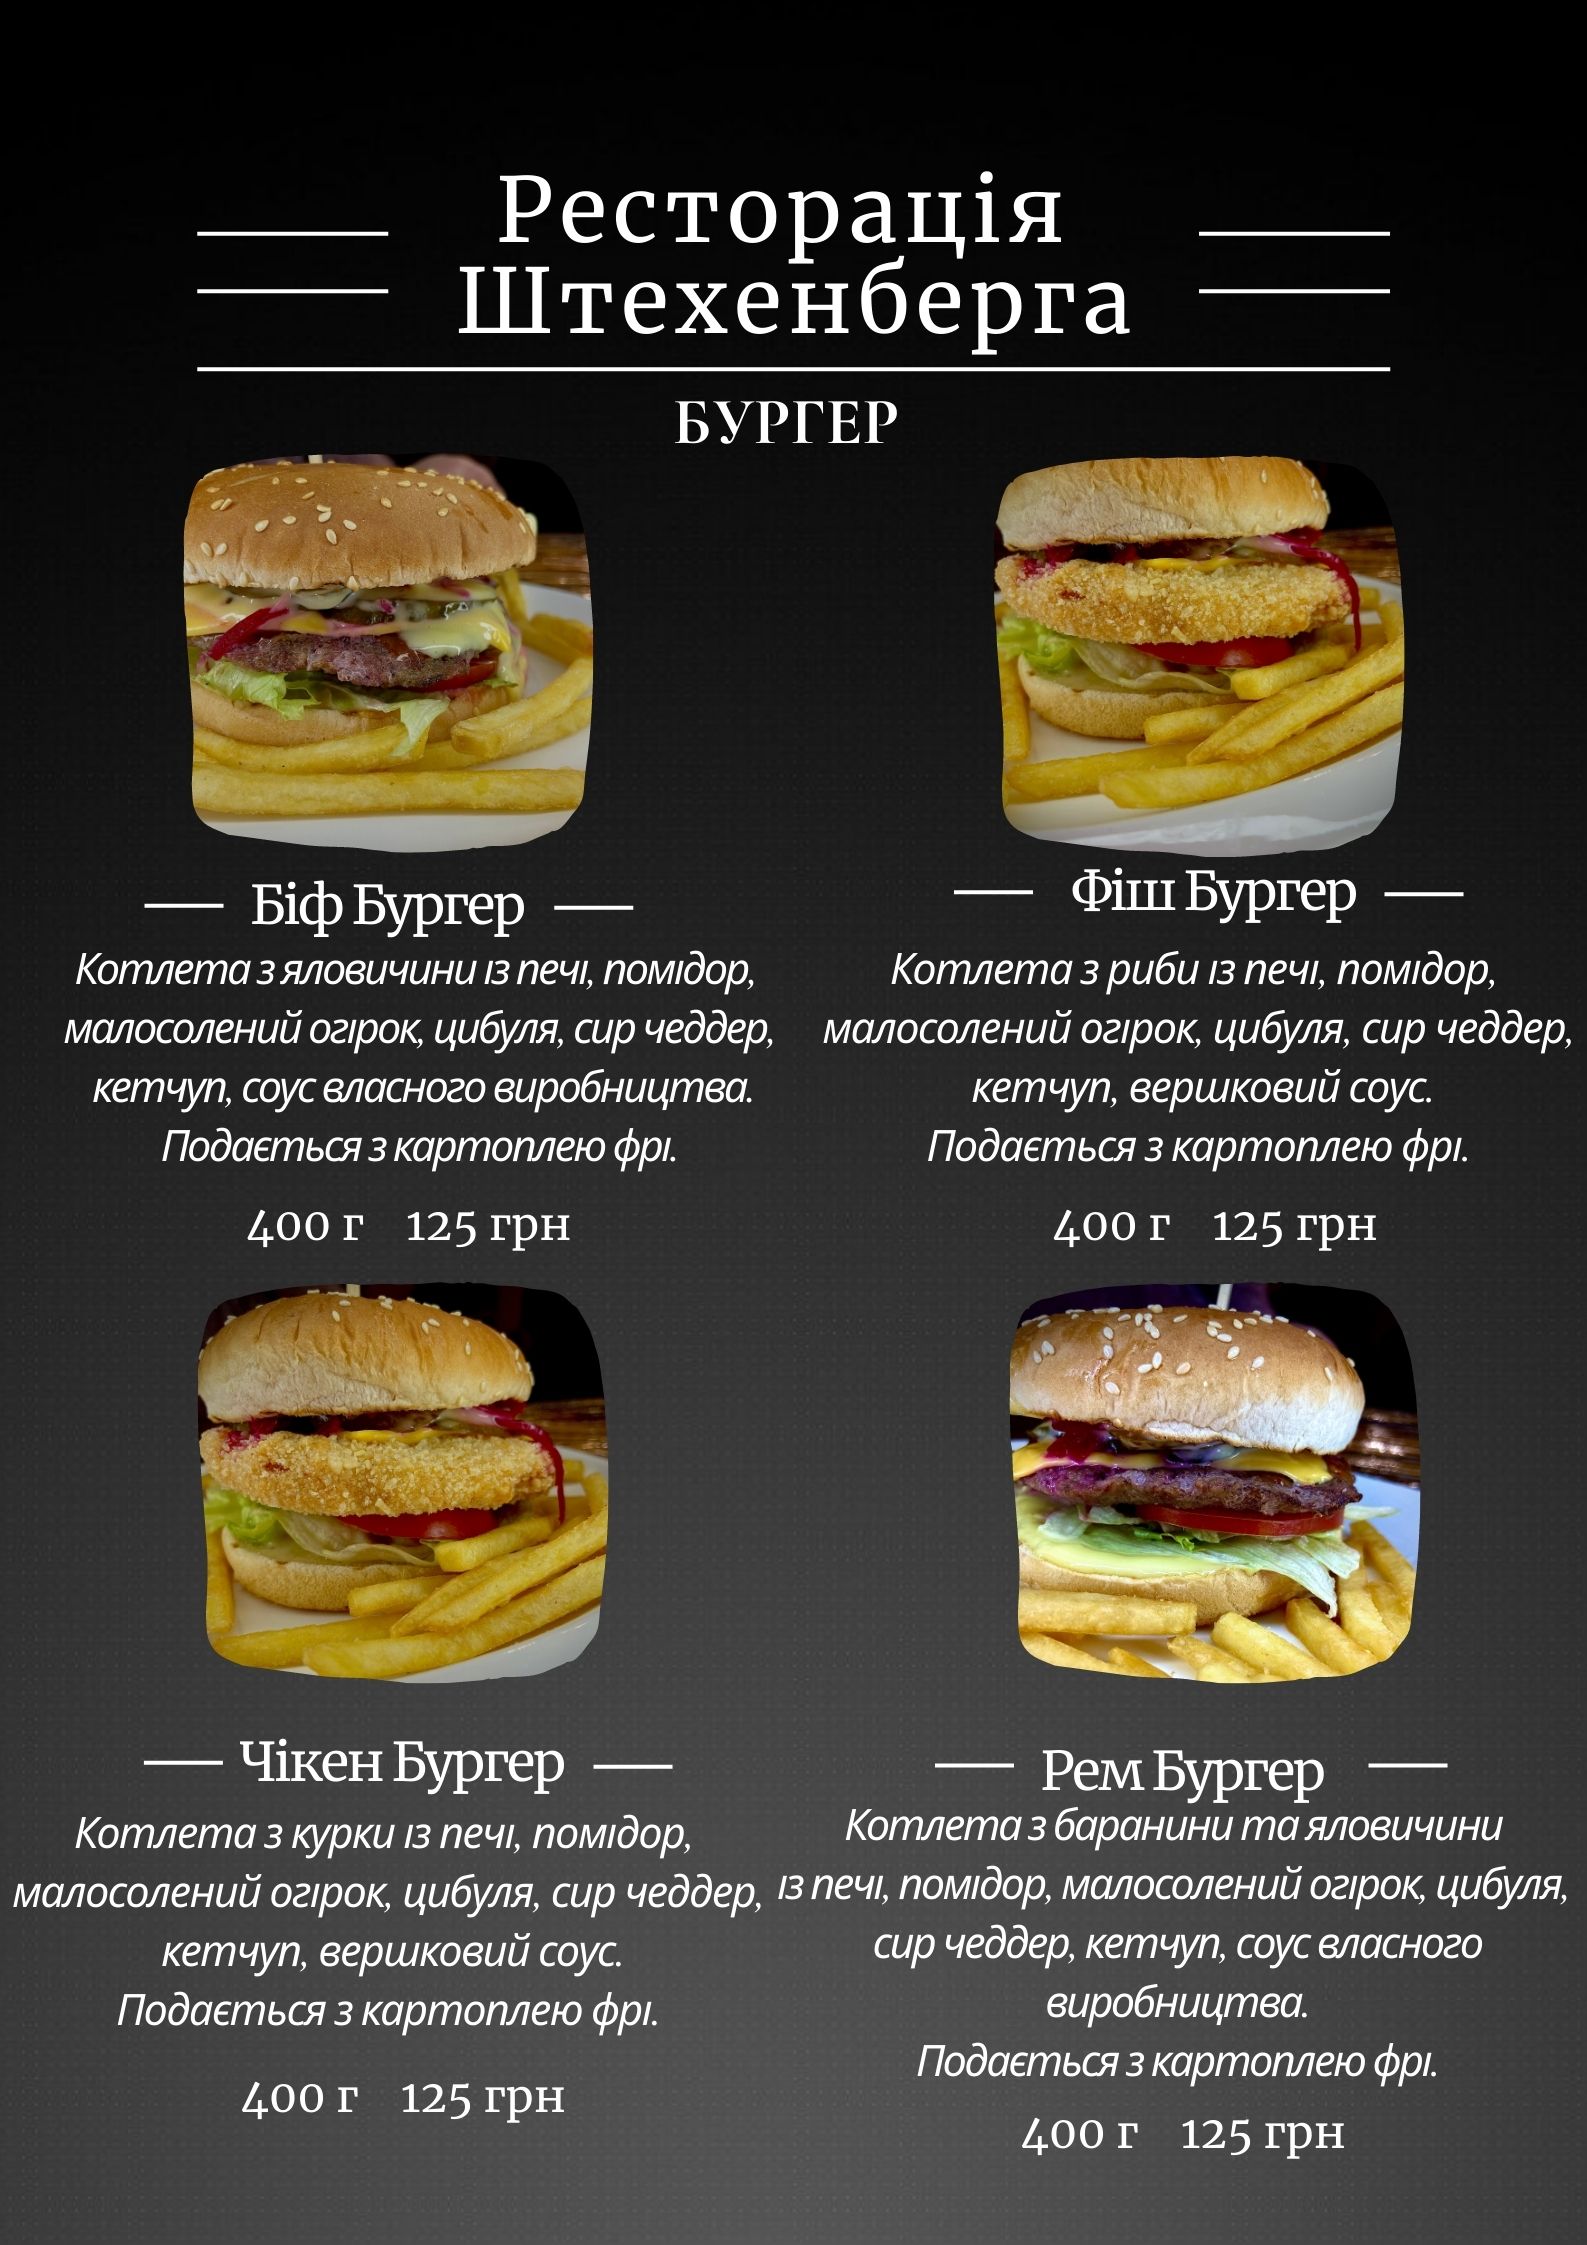 Ресторація
Штехенберга
БУРГЕР
Біф Бургер
Котлета з яловичини із печі, помідор,
малосолений огірок, цибуля, сир чеддер,
кетчуп, соус власного виробництва.
Подається з картоплею фрі.
400 г 125 грн
Фіш Бургер
Котлета з риби із печі, помідор,
малосолений огірок, цибуля, сир чеддер,
кетчуп, вершковий соус.
Подається з картоплею фрі.
400 г 125 грн
Чікен Бургер
Котлета з курки із печі, помідор,
малосолений огірок, цибуля, сир чеддер,
кетчуп, вершковий соус.
Подається з картоплею фрі.
400 г 125 грн
Рем Бургер
Котлета з баранини та яловичини
із печі, помідор, малосолений огірок, цибуля,
сир чеддер, кетчуп, соус власного
виробництва.
Подається з картоплею фрі.
400 г 125 грн